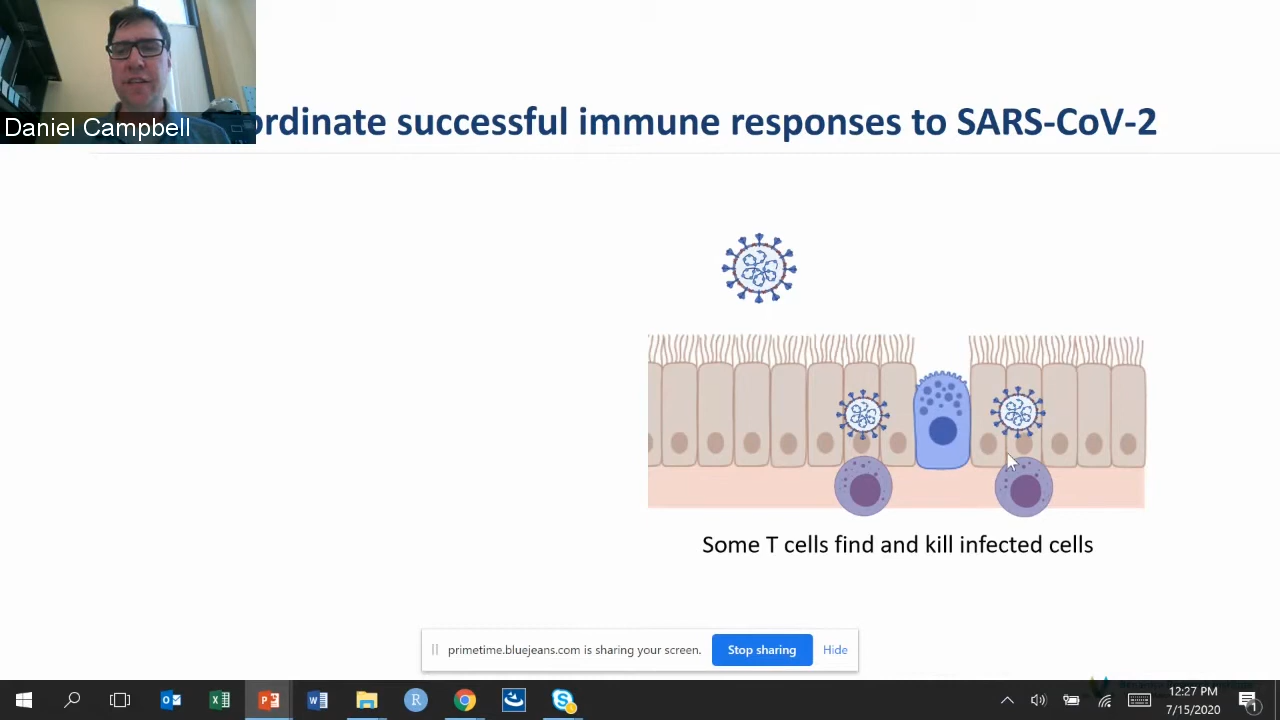 Daniel Campbell
ordinate successful immune responses to SARS-CoV-2
Some T cells find and kill infected cells
primetime.bluejeans.com is sharing your screen.
Stop sharing
Hide
12:27 PM
7/15/2020
1